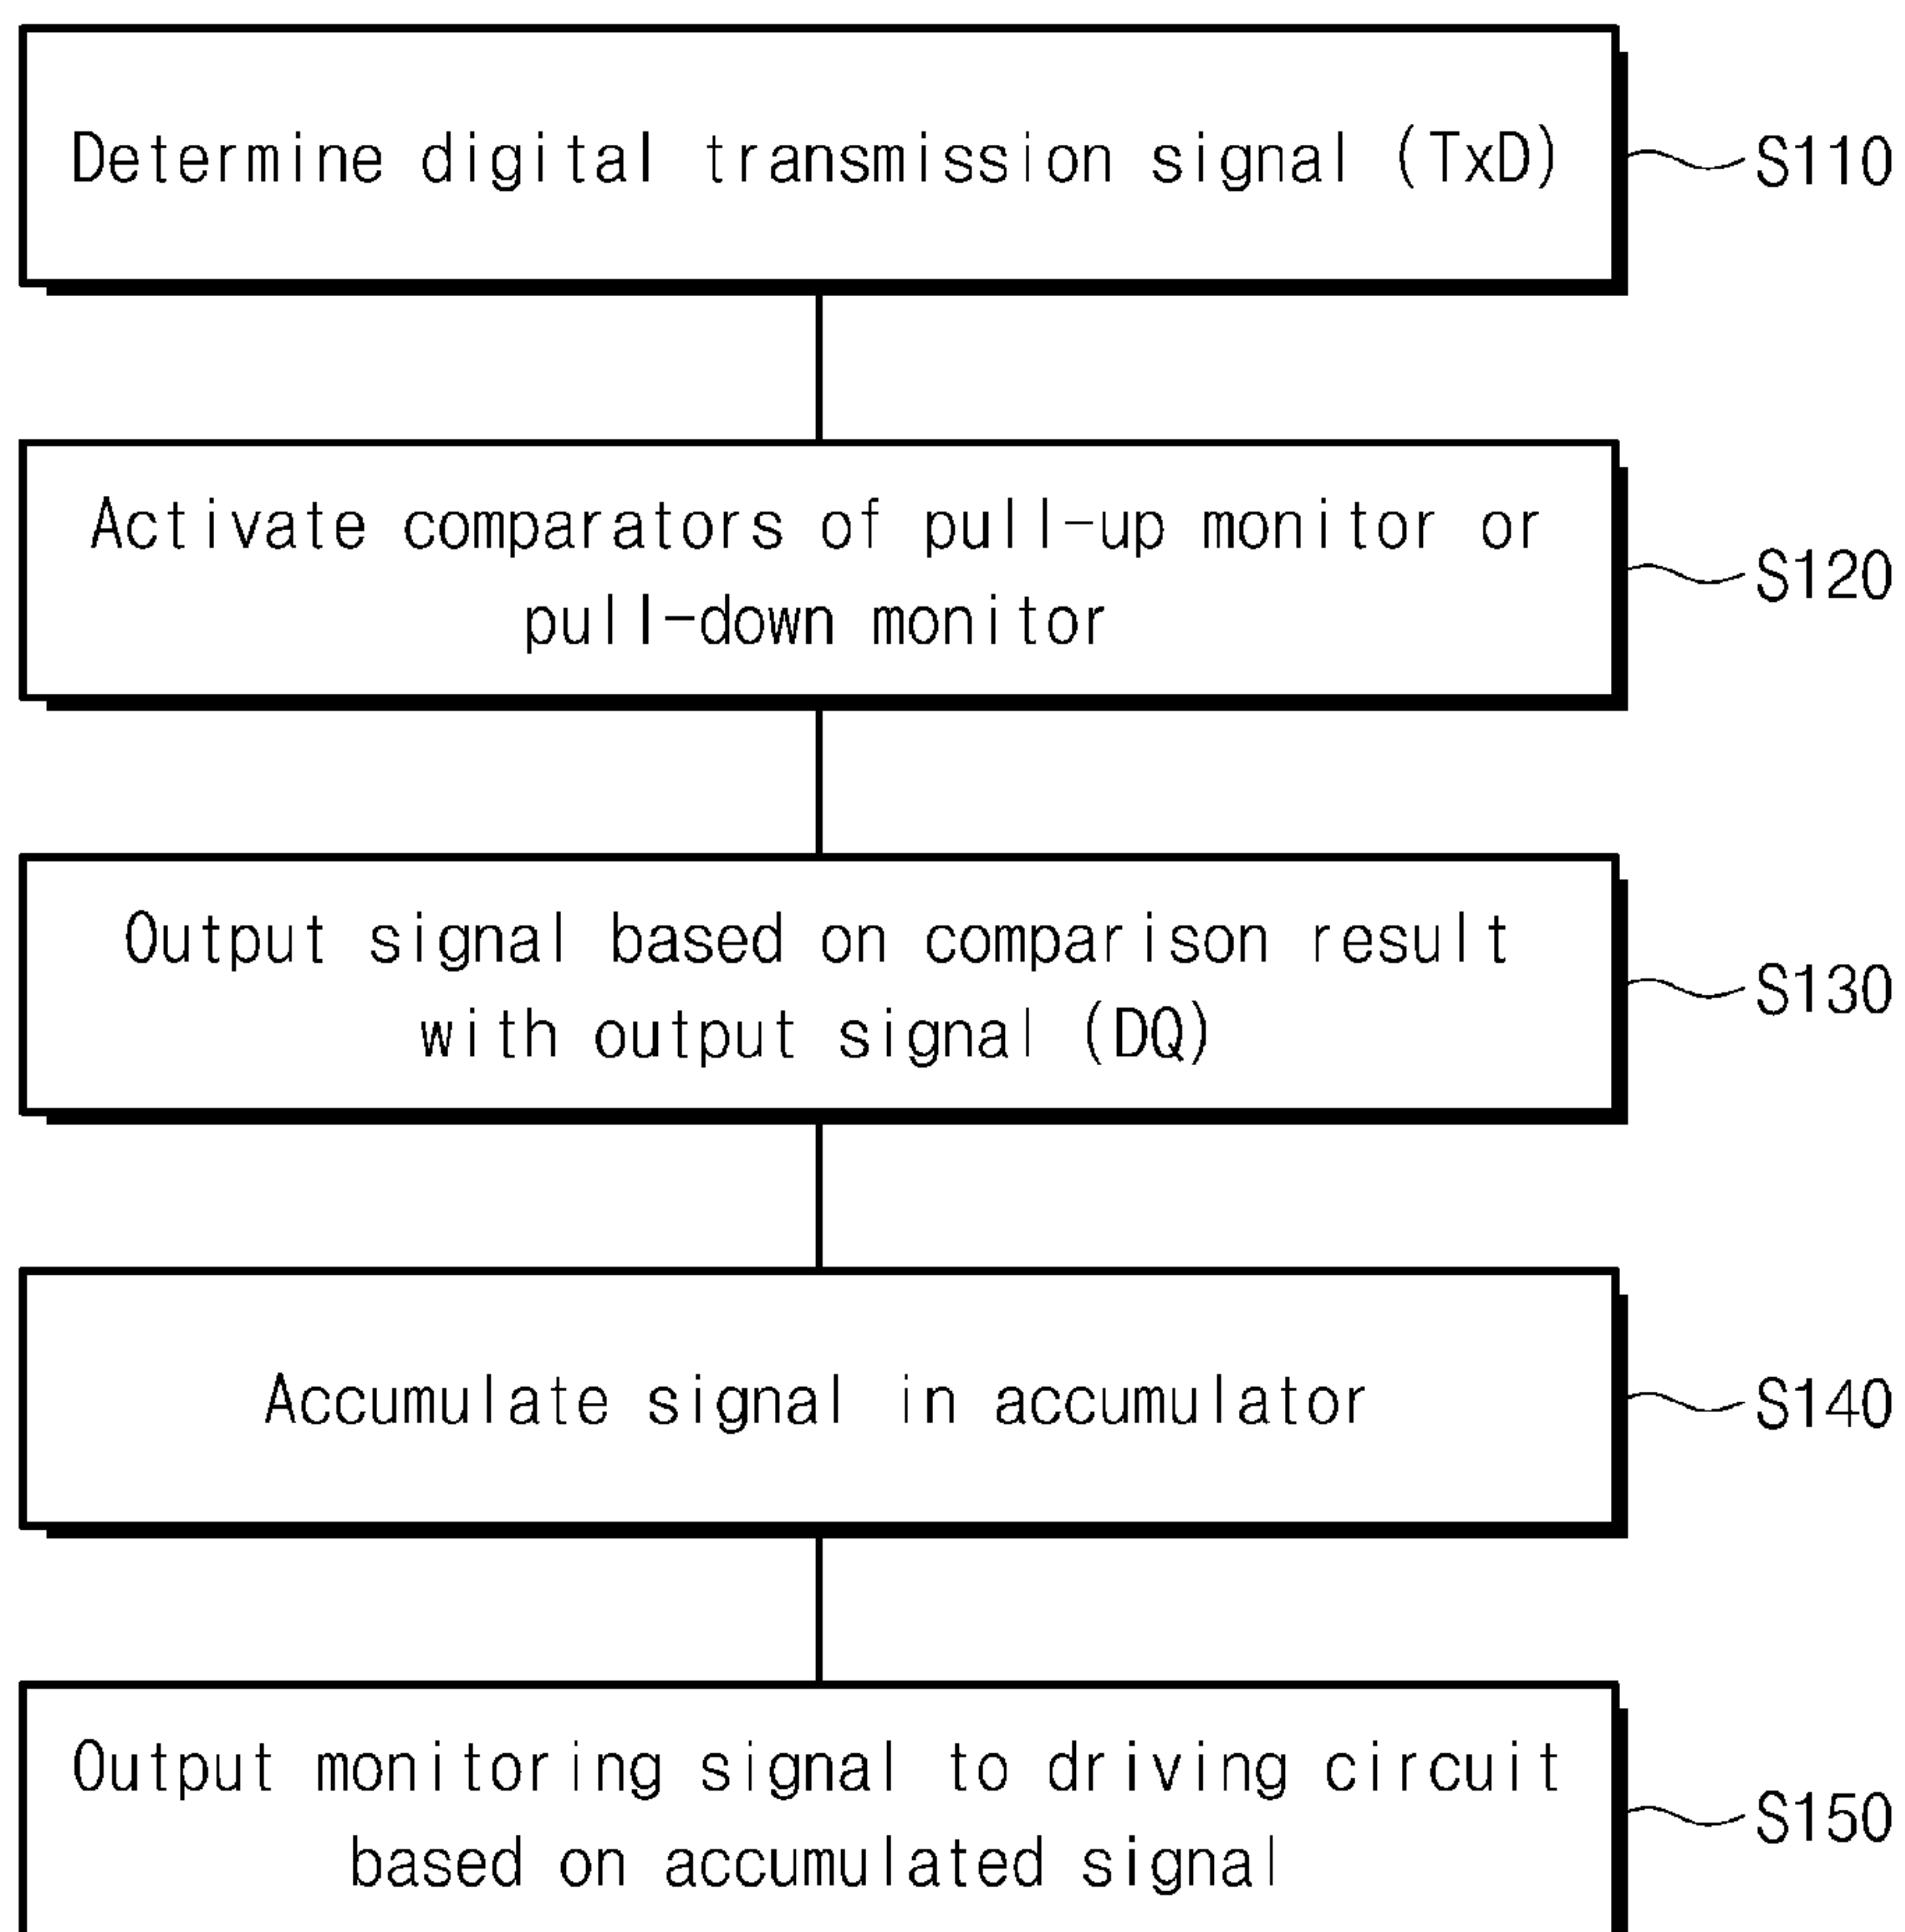 Determine digital transmission signal (TxD)
S110
Activate comparators of pull-up monitor or
pull-down monitor
S120
Output signal based on comparison result
with output signal (DQ)
S130
Accumulate signal in accumulator
S140
Output monitoring signal to driving circuit
based on accumulated signal
S150